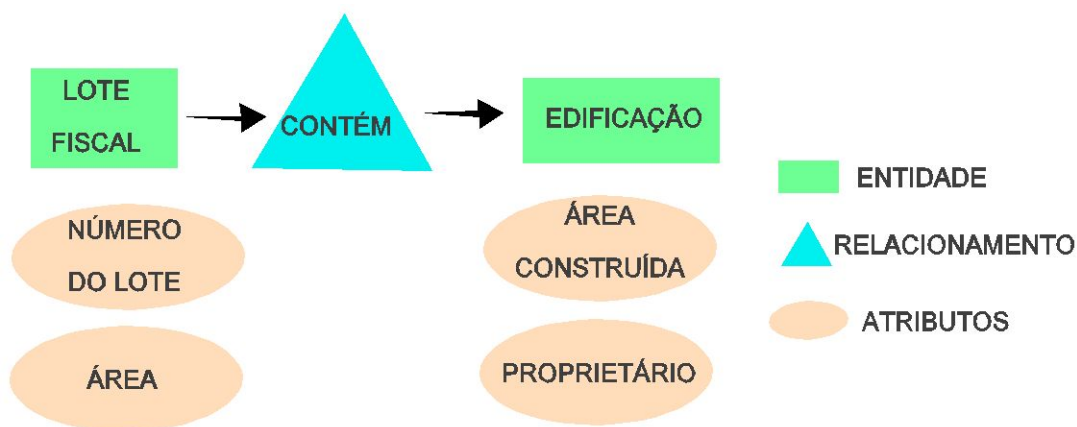 LOTE
FISCAL
CONTÉM
EDIFICAÇÃO
NÚMERO
DO LOTE
ÁREA
ÁREA
CONSTRUÍDA
PROPRIETÁRIO
ENTIDADE
RELACIONAMENTO
ATRIBUTOS